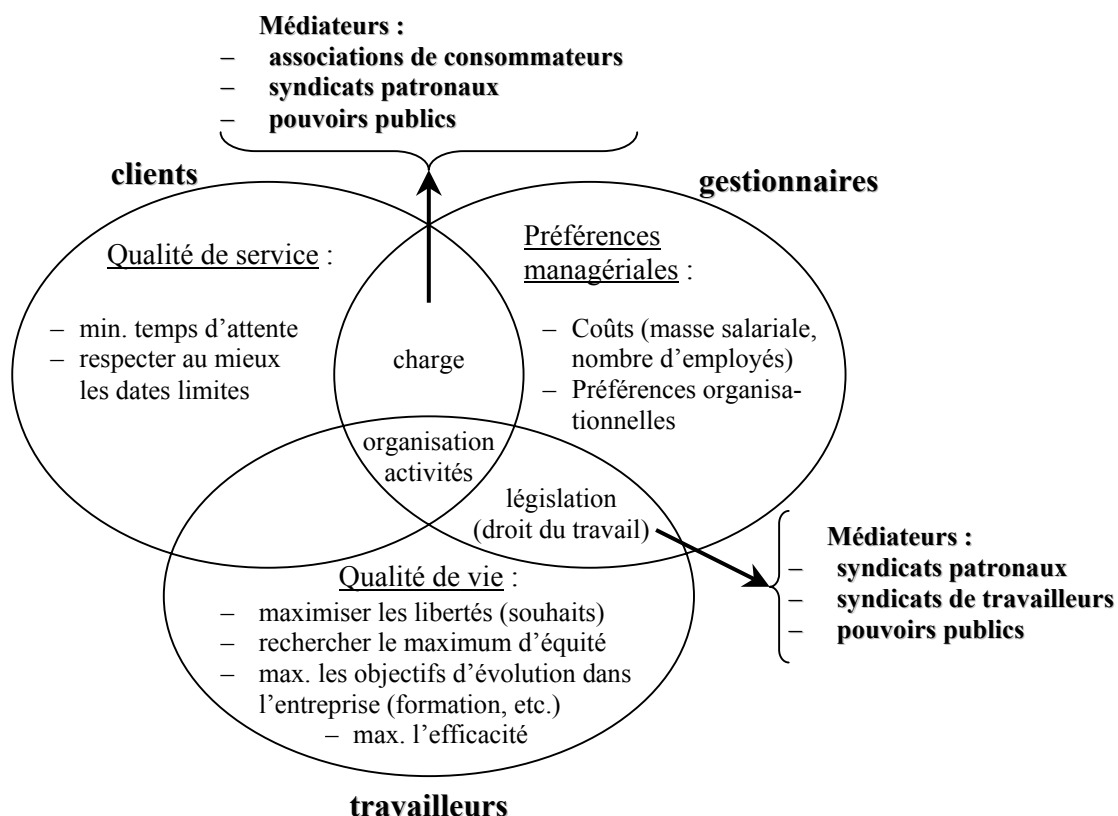 Médiateurs :
– associations de consommateurs
– syndicats patronaux
– pouvoirs publics
clients
gestionnaires
Qualité de service :
– min. temps d’attente
– respecter au mieux
les dates limites
Préférences
managériales :
– Coûts (masse salariale,
nombre d’employés)
– Préférences organisa-
tionnelles
charge
organisation
activités
législation
(droit du travail)
Médiateurs :
– syndicats patronaux
– syndicats de travailleurs
– pouvoirs publics
Qualité de vie :
– maximiser les libertés (souhaits)
– rechercher le maximum d’équité
– max. les objectifs d’évolution dans
l’entreprise (formation, etc.)
– max. l’efficacité
travailleurs